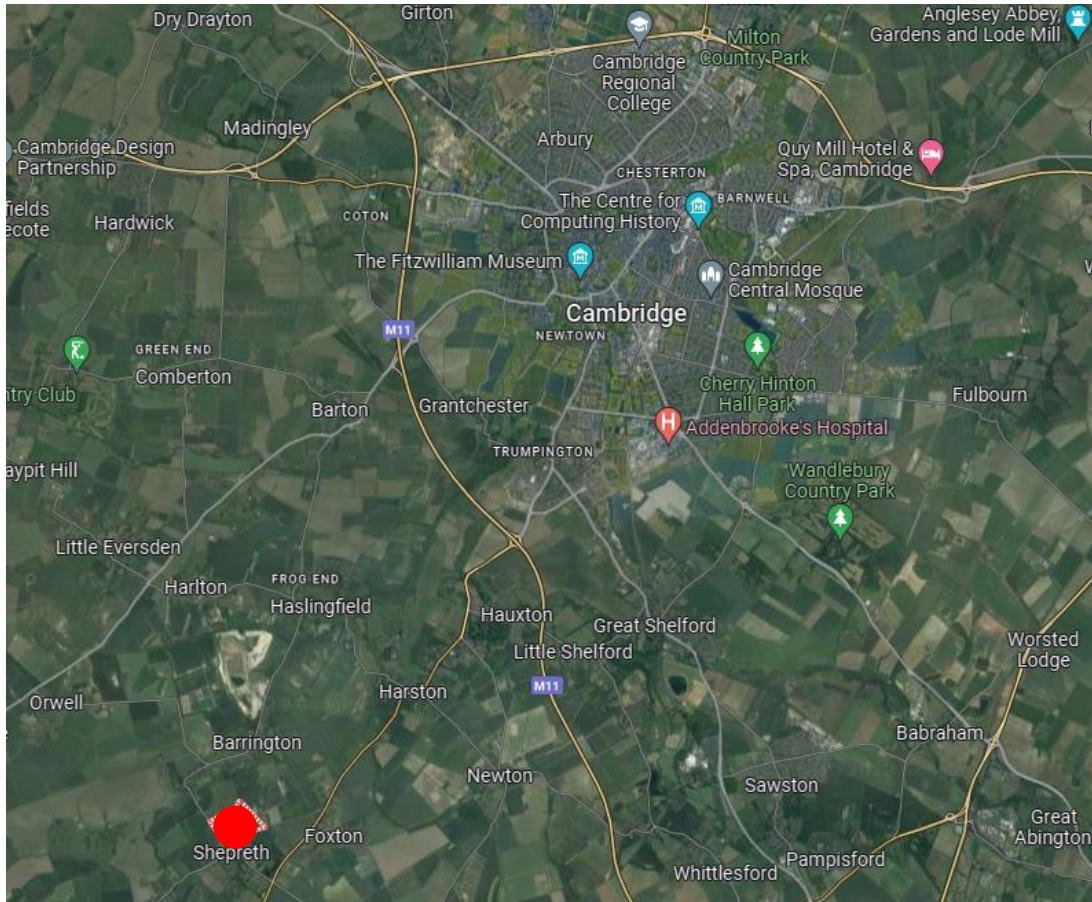 Dry Drayton
Girton
Anglesey Abbey,
Gardens and Lode Mill
Milton
Country Park
Cambridge
Regional
College
Madingley
Arbury
Cambridge Design
Partnership
Quy Mill Hotel &
Spa, Cambridge
CHESTERTON
The Centre for
Computing History
BARNWELL
fields
ecote
Hardwick
COTON
The Fitzwilliam Museum
Cambridge
Central Mosque
W
Cambridge
M11
NEWTOWN
GREEN END
Comberton
ntry Club
Cherry Hinton
Hall Park
Fulbourn
Barton
Grantchester
H
Addenbrooke's Hospital
TRUMPINGTON
aypit Hill
Wandlebury
Country Park
Little Eversden
Harlton
FROG END
Haslingfield
Hauxton
Great Shelford
Little Shelford
Worsted
Lodge
M11
Harston
Orwell
Barrington
Babraham
Newton
Sawston
Foxton
Great
Abington
Shepreth
Pampisford
Whittlesford